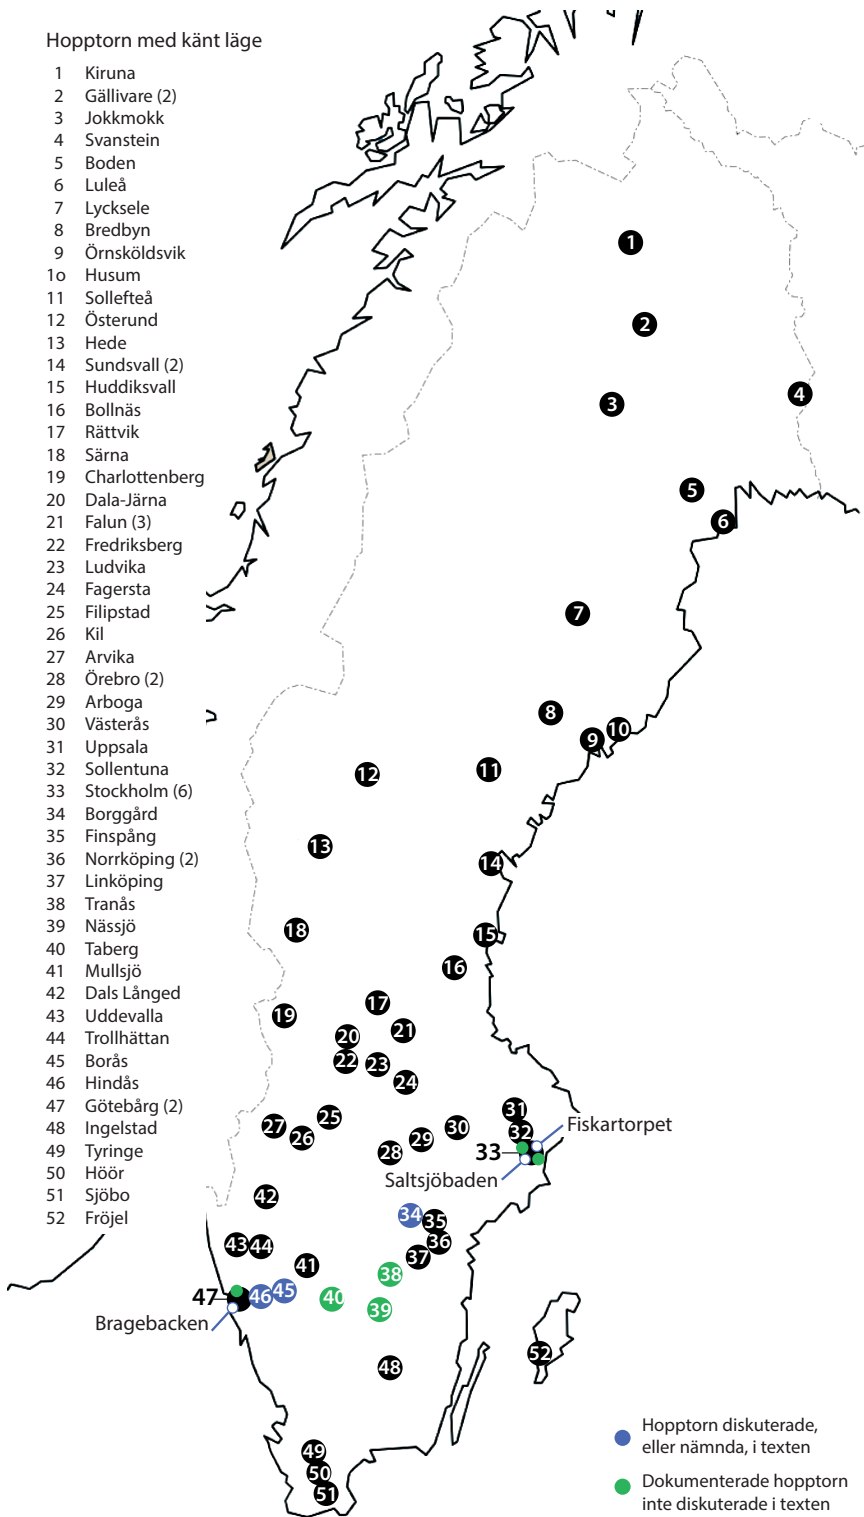 Hopptorn med känt läge
1 Kiruna
2 Gällivare (2)
3 Jokkmokk
4 Svanstein
5 Boden
6 Luleå
7 Lycksele
8 Bredbyn
9 Örnsköldsvik
1o Husum
11 Sollefteå
12 Österund
13 Hede
14 Sundsvall (2)
15 Huddiksvall
16 Bollnäs
17 Rättvik
18 Särna
19 Charlottenberg
20 Dala-Järna
21 Falun (3)
22 Fredriksberg
23 Ludvika
24 Fagersta
25 Filipstad
26 Kil
27 Arvika
28 Örebro (2)
29 Arboga
30 Västerås
31 Uppsala
32 Sollentuna
33 Stockholm (6)
34 Borggård
35 Finspång
36 Norrköping (2)
37 Linköping
38 Tranås
39 Nässjö
40 Taberg
41 Mullsjö
42 Dals Långed
43 Uddevalla
44 Trollhättan
45 Borås
46 Hindås
47 Götebårg (2)
48 Ingelstad
49 Tyringe
50 Höör
51 Sjöbo
52 Fröjel
1
2
3
4
5
6
7
8
9
10
11
12
13
14
15
16
17
18
19
20
21
22
23
24
25
26
27
28
29
30
31
32
Fiskartorpet
33
Saltsjöbaden
34
35
36
37
38
39
40
41
42
43
44
45
46
47
Bragebacken
48
49
50
51
52
Hopptorn diskuterade,
eller nämnda, i texten
Dokumenterade hopptorn
inte diskuterade i texten